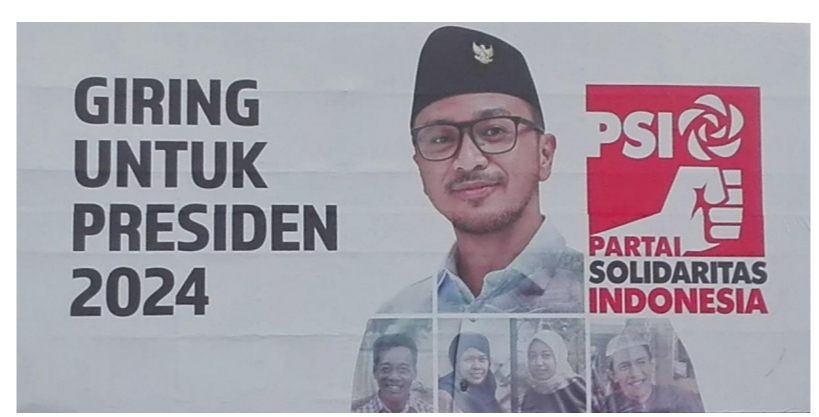 GIRING
UNTUK
PRESIDEN
2024
PSI
PARTAI
SOLIDARITAS
INDONESIA